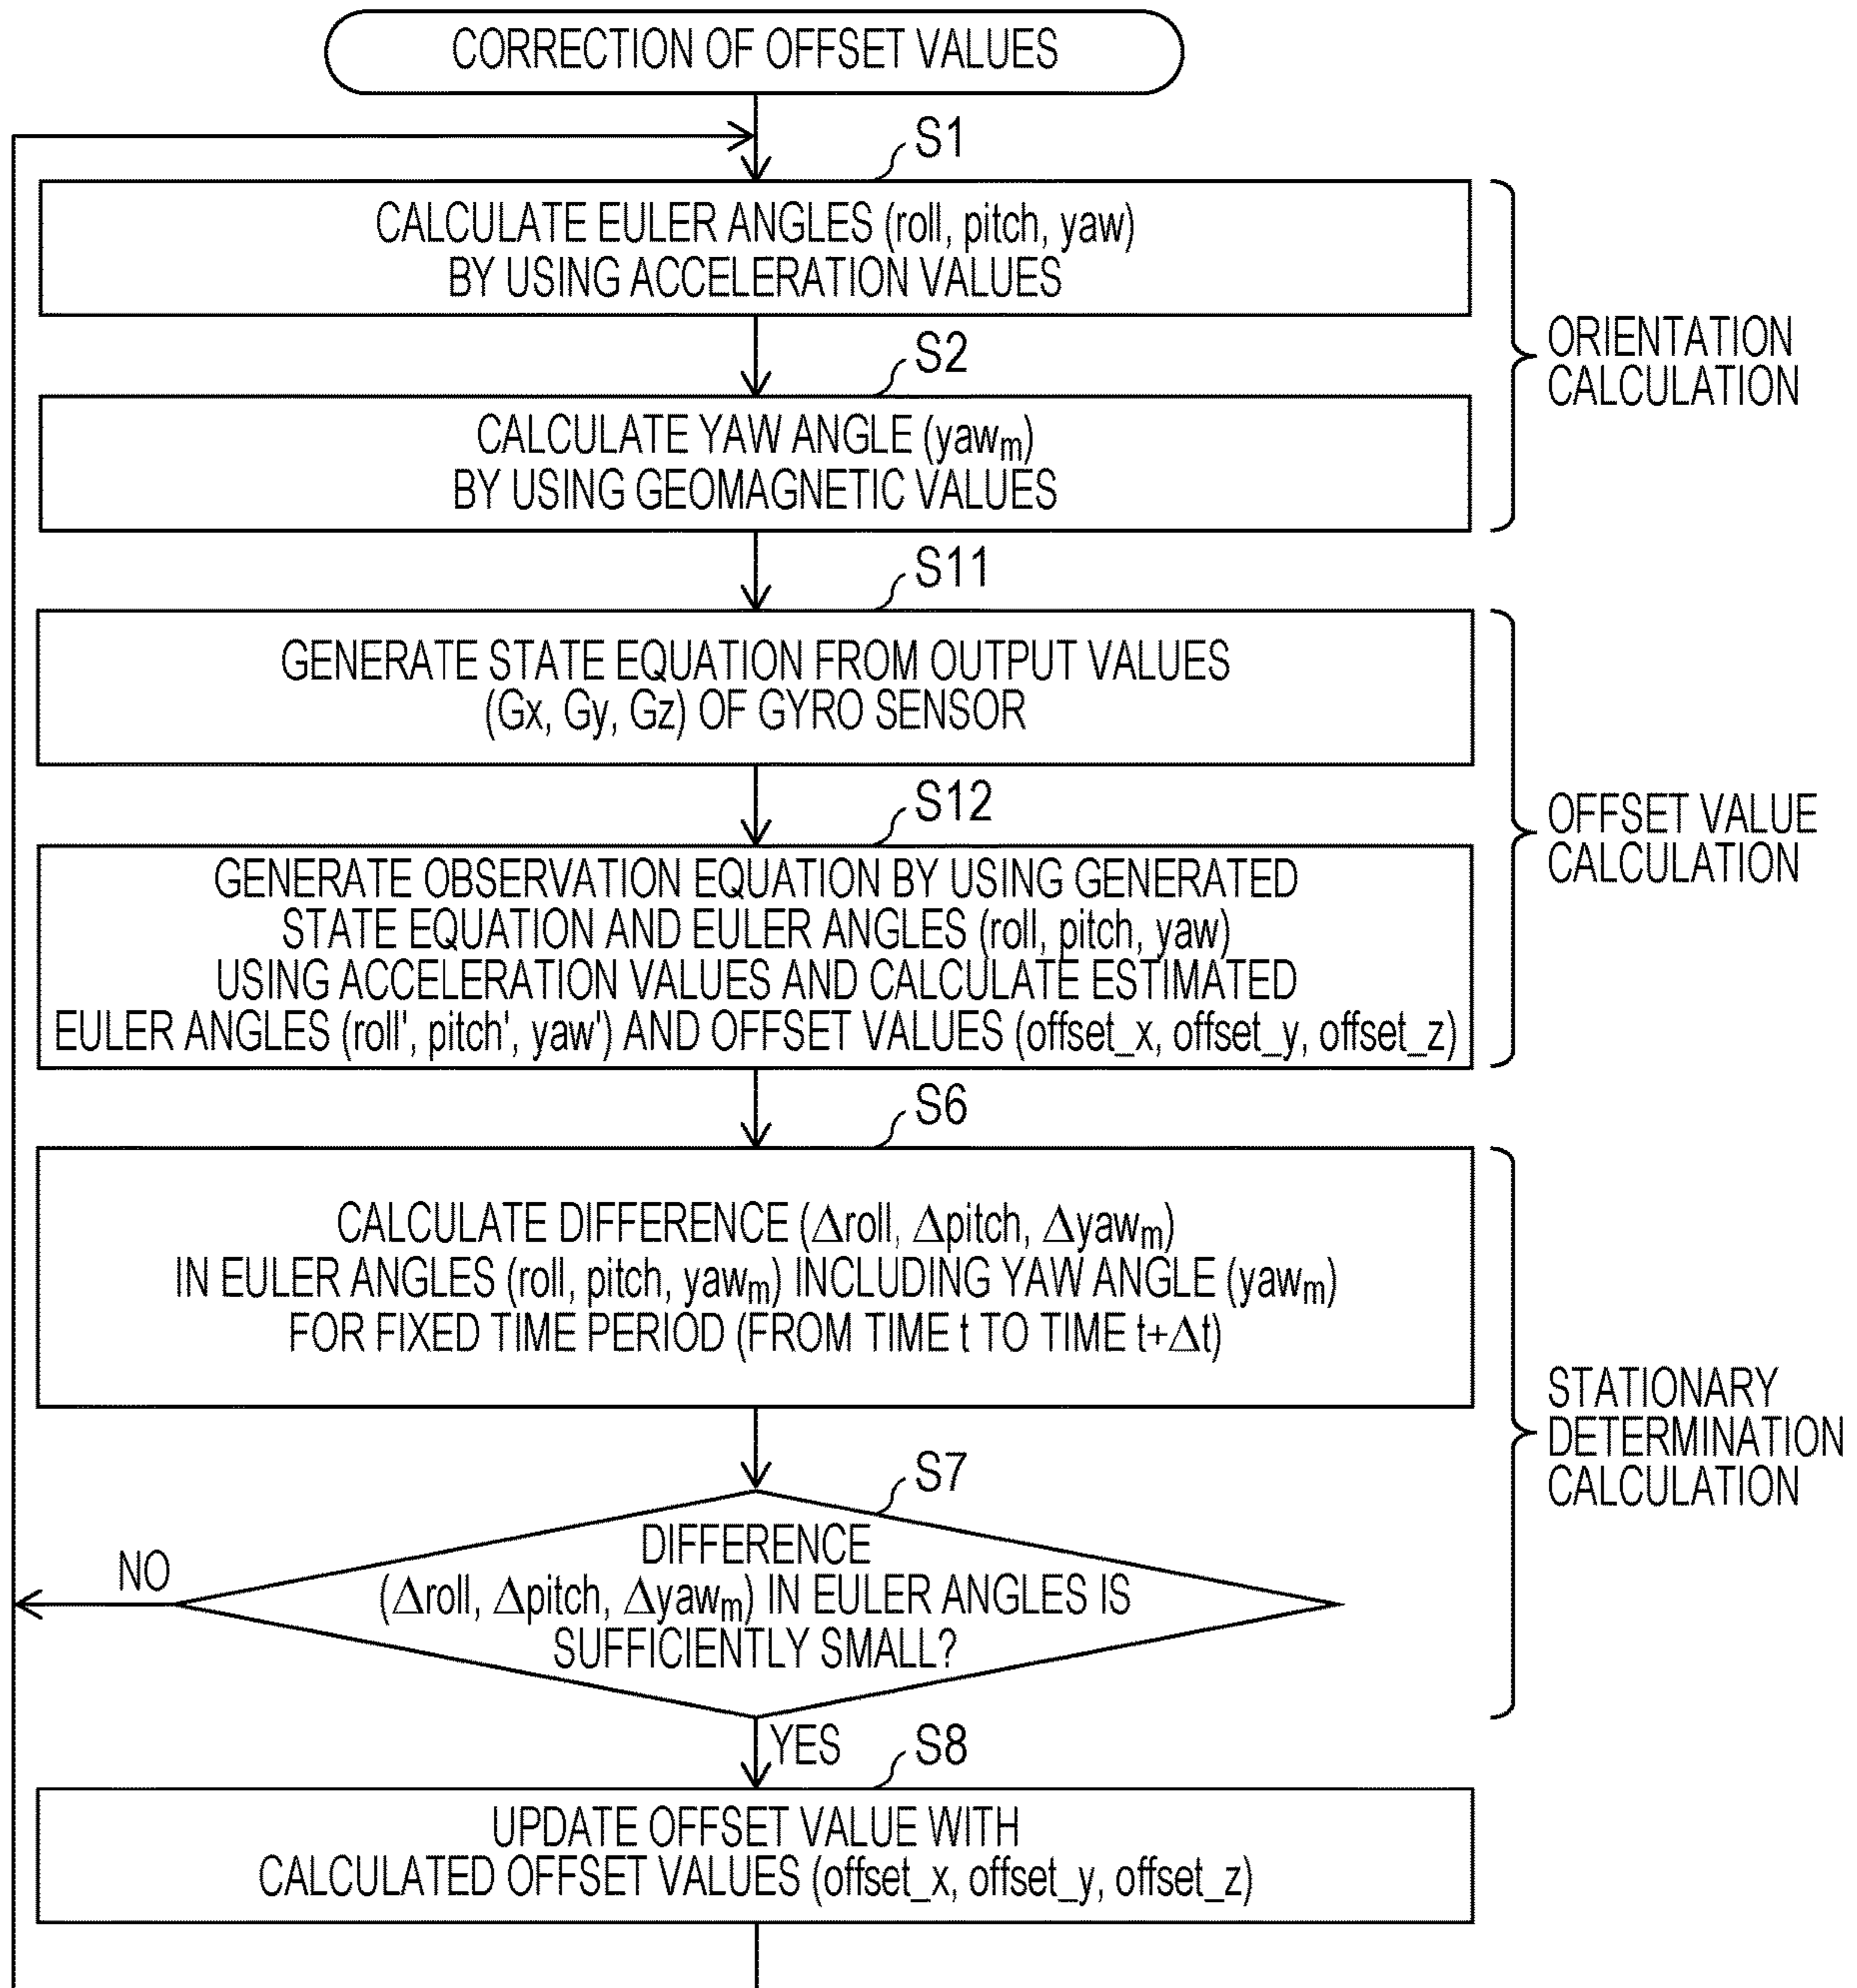 CORRECTION OF OFFSET VALUES
S1
CALCULATE EULER ANGLES (roll, pitch, yaw)
BY USING ACCELERATION VALUES
S2
CALCULATE YAW ANGLE (yawm)
BY USING GEOMAGNETIC VALUES
ORIENTATION
CALCULATION
S11
GENERATE STATE EQUATION FROM OUTPUT VALUES
(Gx, Gy, Gz) OF GYRO SENSOR
S12
GENERATE OBSERVATION EQUATION BY USING GENERATED
STATE EQUATION AND EULER ANGLES (roll, pitch, yaw)
USING ACCELERATION VALUES AND CALCULATE ESTIMATED
EULER ANGLES (roll', pitch', yaw') AND OFFSET VALUES (offset_x, offset_y, offset_z)
OFFSET VALUE
CALCULATION
S6
CALCULATE DIFFERENCE (Δroll, Δpitch, Δyawm)
IN EULER ANGLES (roll, pitch, yawm) INCLUDING YAW ANGLE (yawm)
FOR FIXED TIME PERIOD (FROM TIME t TO TIME t+Δt)
S7
DIFFERENCE
(Δroll, Δpitch, Δyawm) IN EULER ANGLES IS
SUFFICIENTLY SMALL?
NO
YES
STATIONARY
DETERMINATION
CALCULATION
S8
UPDATE OFFSET VALUE WITH
CALCULATED OFFSET VALUES (offset_x, offset_y, offset_z)